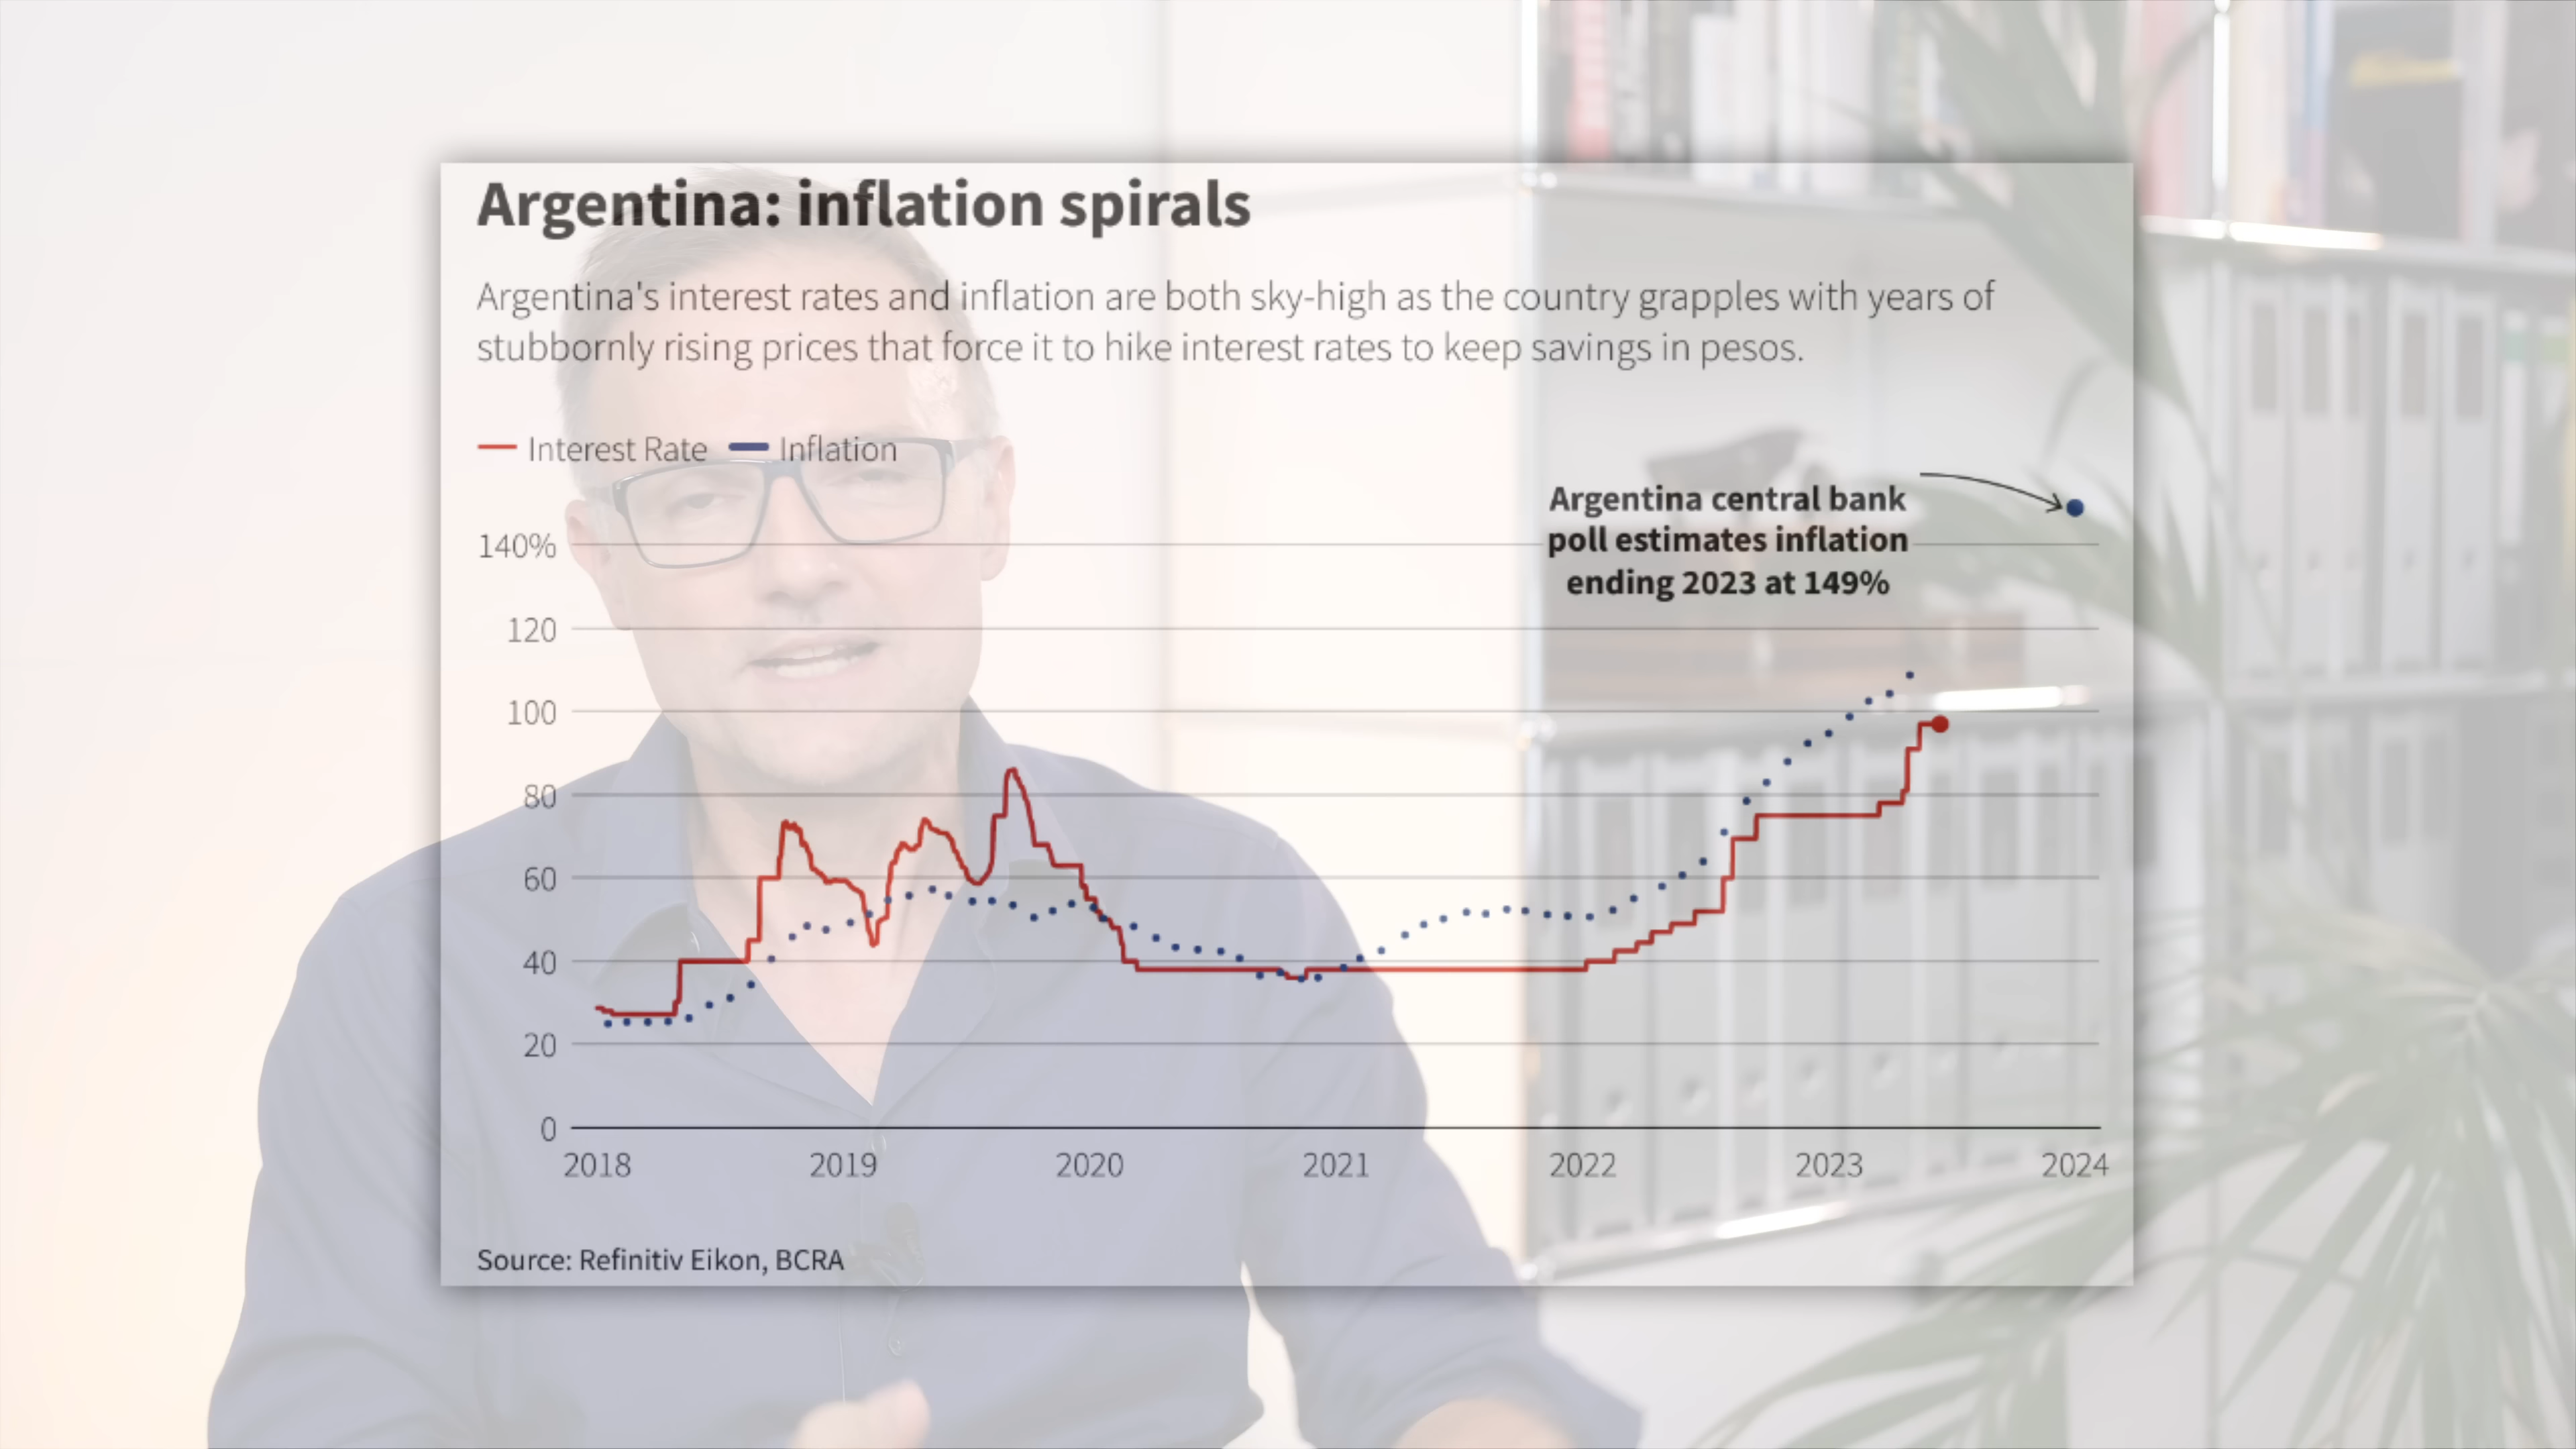 Argentina: inflation spirals
Argentina's interest rates and inflation are both sky-high as the country grapples with years of
stubbornly rising prices that force it to hike interest rates to keep savings in pesos.
Interest Rate Inflation
Argentina central bank
poll estimates inflation
ending 2023 at 149%
140%
120
100
80
60
40
20
0
2018 2019 2020 2021 2022 2023 2024
Source: Refinitiv Eikon, BCRA